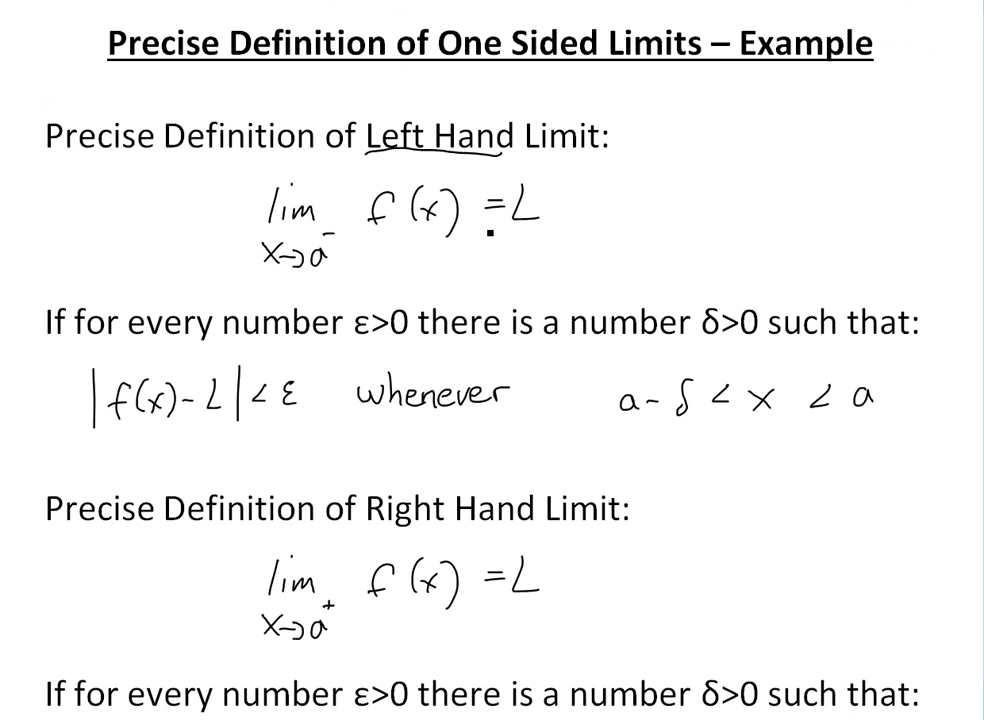 Precise Definition of One Sided Limits – Example
Precise Definition of Left Hand Limit:
lim f(x) = L
x→a⁻
If for every number ε>0 there is a number δ>0 such that:
|f(x)-L|<ε whenever a-δ < x < a
Precise Definition of Right Hand Limit:
lim f(x) = L
x→a⁺
If for every number ε>0 there is a number δ>0 such that: